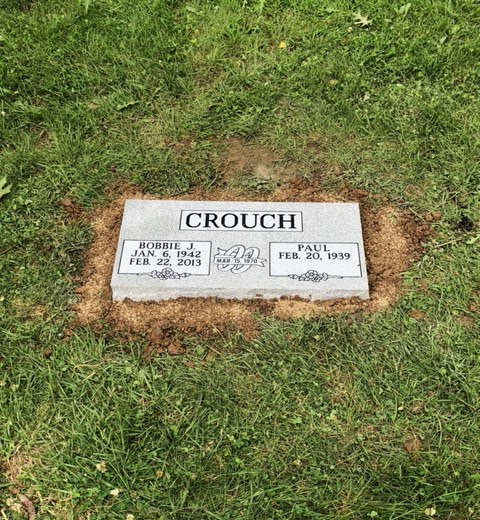 CROUCH
BOBBIE J.
JAN. 6, 1942
FEB. 22, 2013
MAR. 15, 1970
PAUL
FEB. 20, 1939